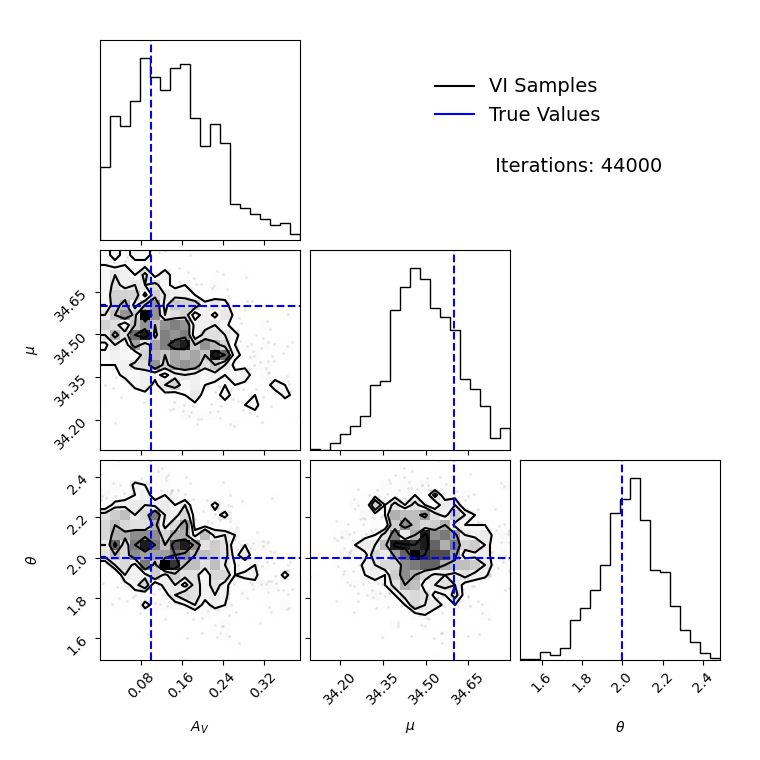 VI Samples
True Values
Iterations: 44000
μ
34.65
34.50
34.35
34.20
θ
2.4
2.2
2.0
1.8
1.6
0.08 0.16 0.24 0.32
34.20 34.35 34.50 34.65
1.6 1.8 2.0 2.2 2.4
A_V μ θ